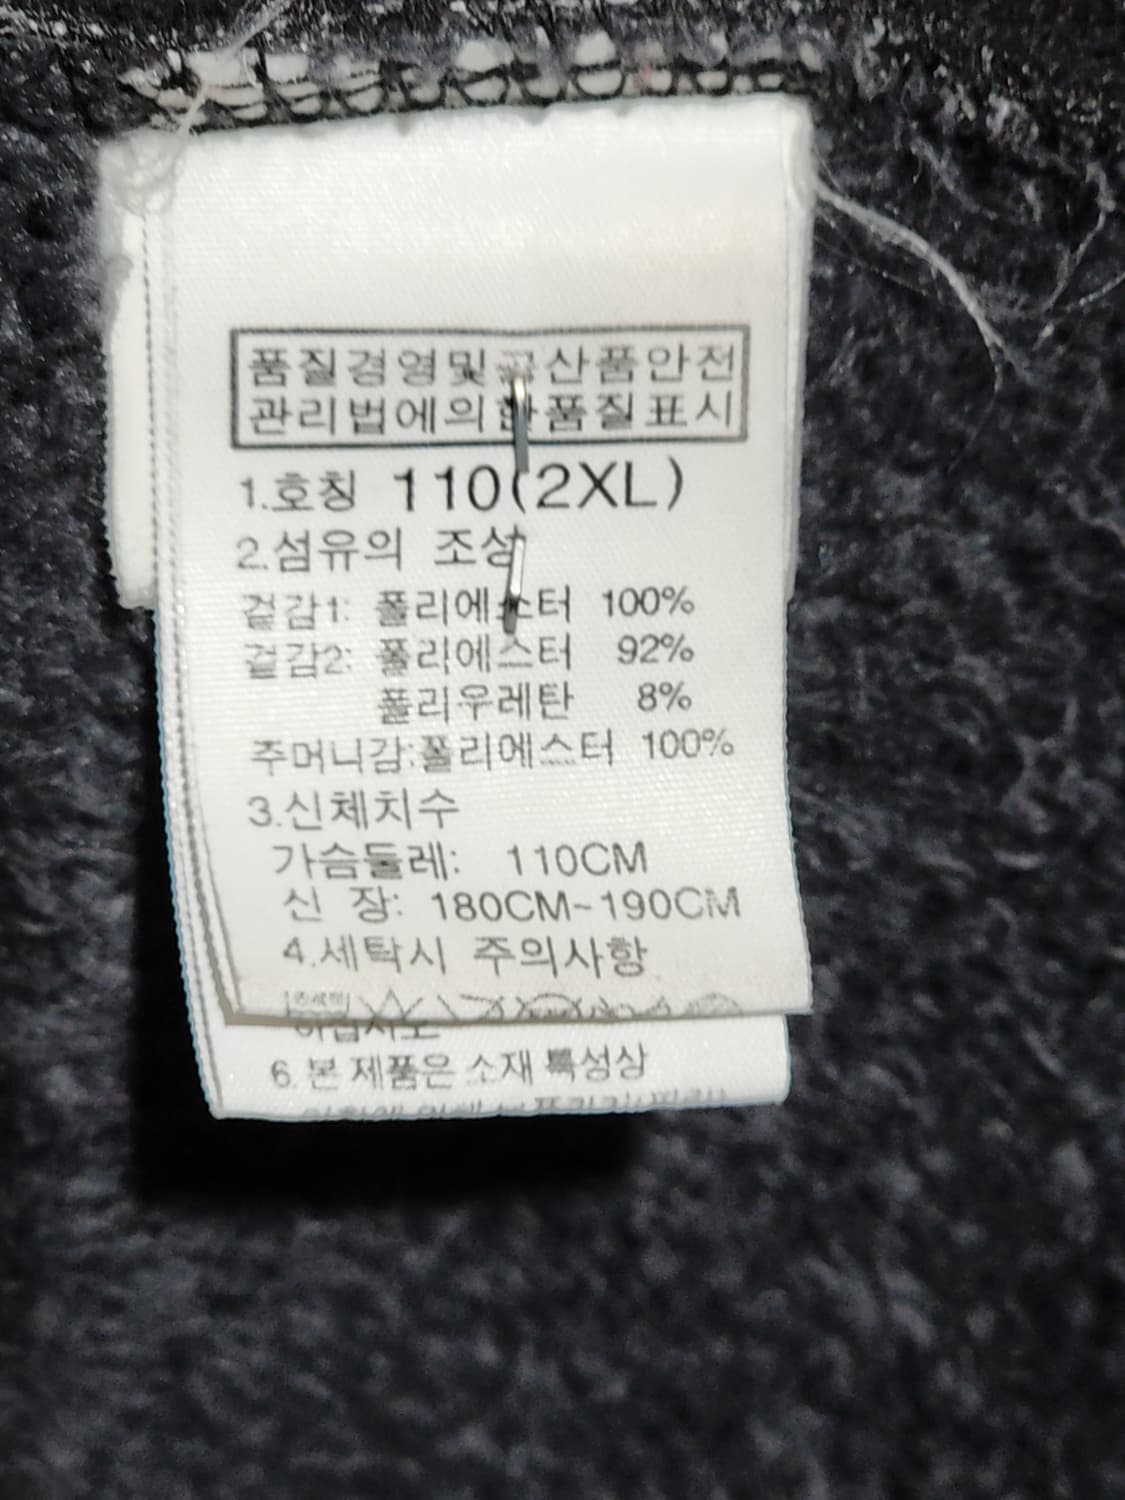 품질경영및공산품안전
관리법에의한품질표시
1.호칭 110(2XL)
2.섬유의 조성
겉감1: 폴리에스터 100%
겉감2: 폴리에스터 92%
폴리우레탄 8%
주머니감:폴리에스터 100%
3.신체치수
가슴둘레: 110CM
신 장: 180CM~190CM
4.세탁시 주의사항
하십시오
6.본 제품은 소재 특성상